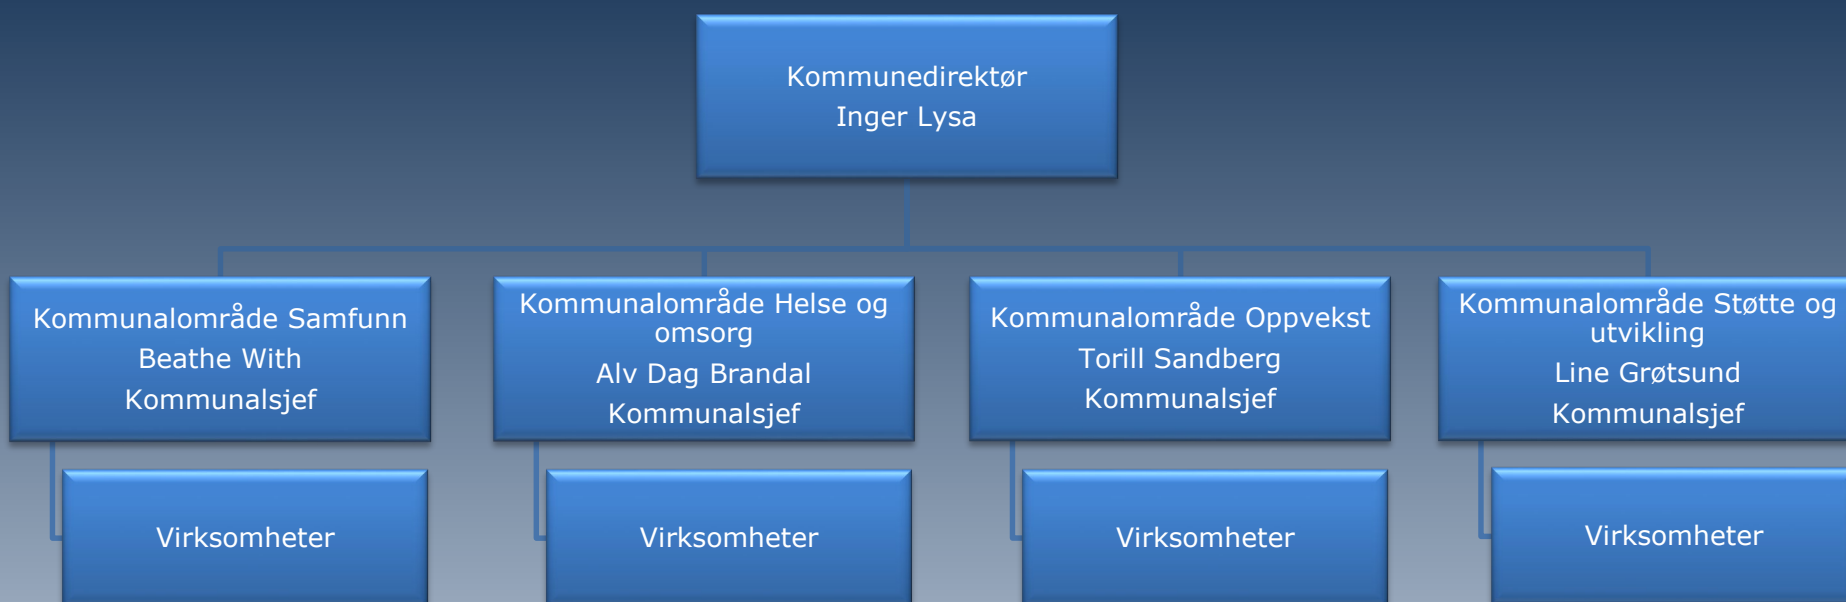 Kommunedirektør
Inger Lysa
Kommunalområde Samfunn
Beathe With
Kommunalsjef
Kommunalområde Helse og
omsorg
Alv Dag Brandal
Kommunalsjef
Kommunalområde Oppvekst
Torill Sandberg
Kommunalsjef
Kommunalområde Støtte og
utvikling
Line Grøtsund
Kommunalsjef
Virksomheter
Virksomheter
Virksomheter
Virksomheter